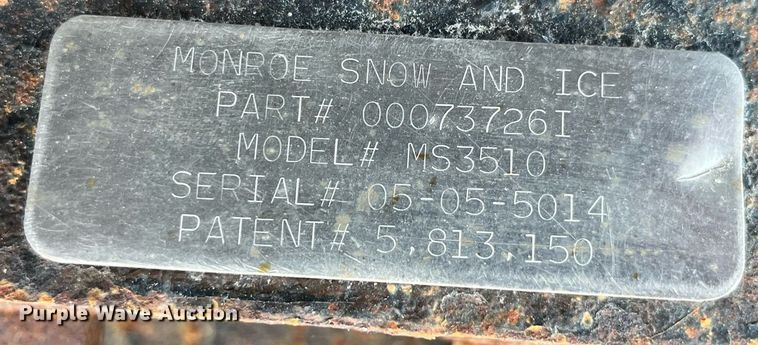 MONROE SNOW AND ICE
PART# 00073726I
MODEL# MS3510
SERIAL# 05-05-5014
PATENT# 5,813,150
Purple Wave Auction